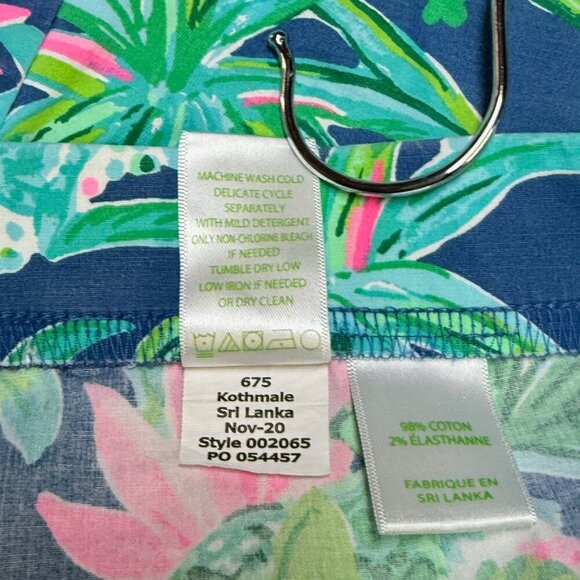 MACHINE WASH COLD
DELICATE CYCLE
SEPARATELY
WITH MILD DETERGENT
ONLY NON-CHLORINE BLEACH
IF NEEDED
TUMBLE DRY LOW
LOW IRON IF NEEDED
OR DRY CLEAN
675
Kothmale
Sri Lanka
Nov-20
Style 002065
PO 054457
98% COTON
2% ÉLASTHANNE
FABRIQUE EN
SRI LANKA